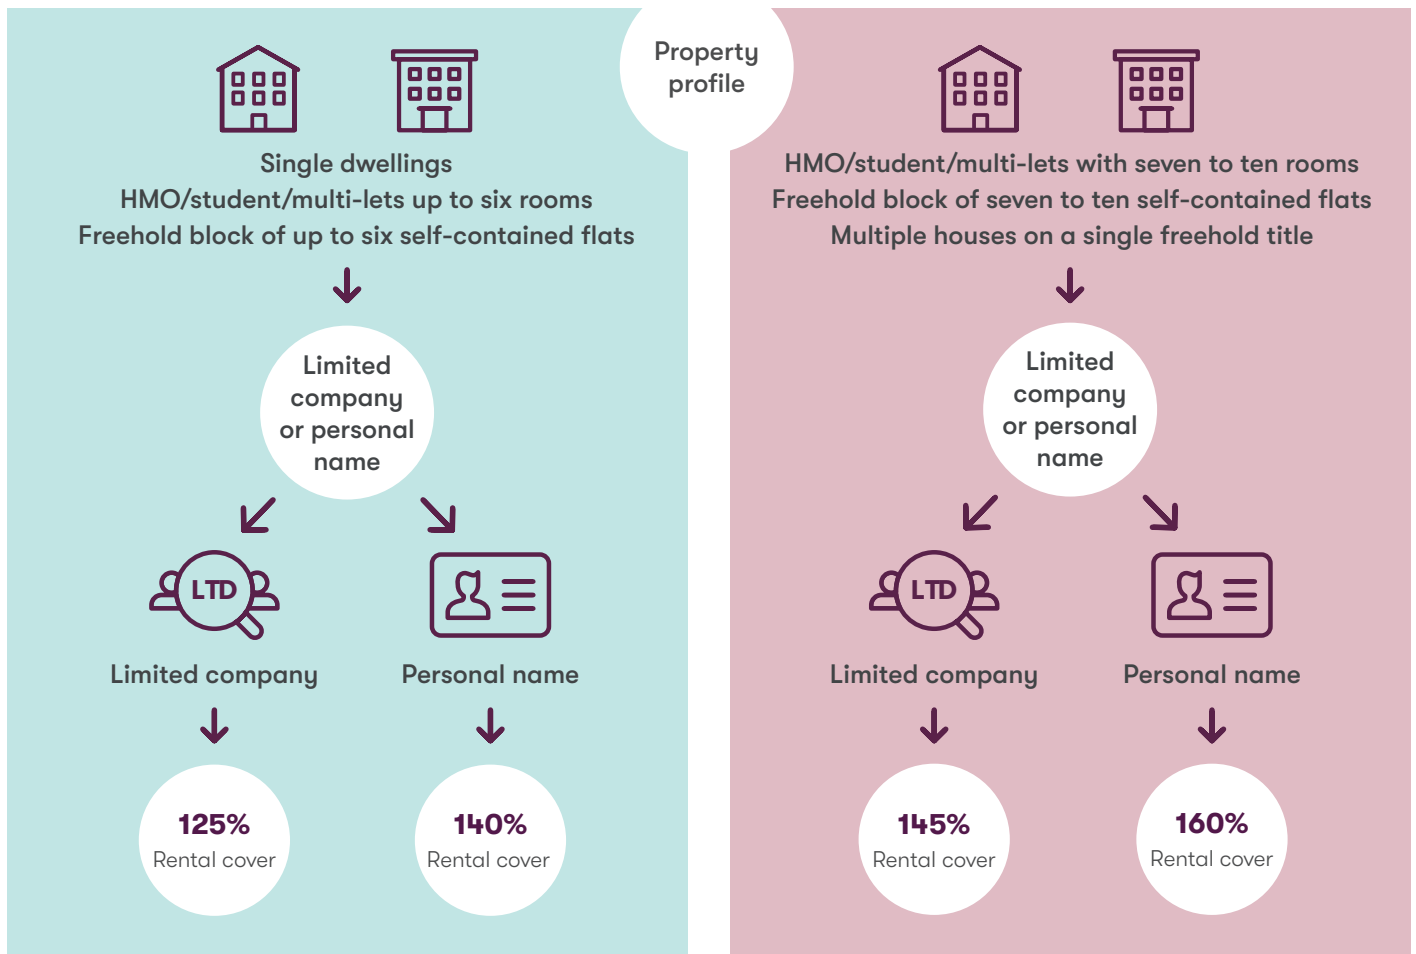 Property
profile
Single dwellings
HMO/student/multi-lets up to six rooms
Freehold block of up to six self-contained flats
Limited
company
or personal
name
LTD
Limited company
Personal name
125%
Rental cover
140%
Rental cover
HMO/student/multi-lets with seven to ten rooms
Freehold block of seven to ten self-contained flats
Multiple houses on a single freehold title
Limited
company
or personal
name
LTD
Limited company
Personal name
145%
Rental cover
160%
Rental cover